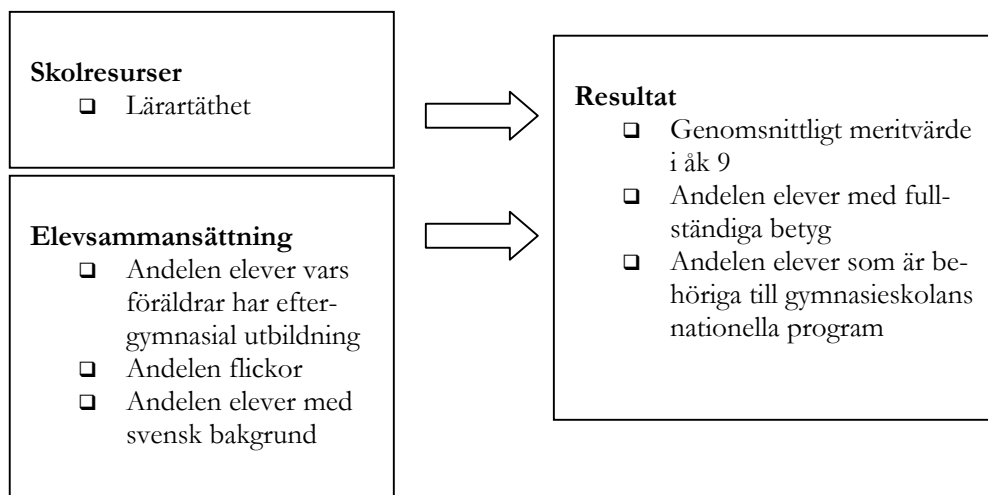 Skolresurser
❑ Lärartäthet
Elevsammansättning
❑ Andelen elever vars
föräldrar har efter-
gymnasial utbildning
❑ Andelen flickor
❑ Andelen elever med
svensk bakgrund
Resultat
❑ Genomsnittligt meritvärde
i åk 9
❑ Andelen elever med full-
ständiga betyg
❑ Andelen elever som är be-
höriga till gymnasieskolans
nationella program